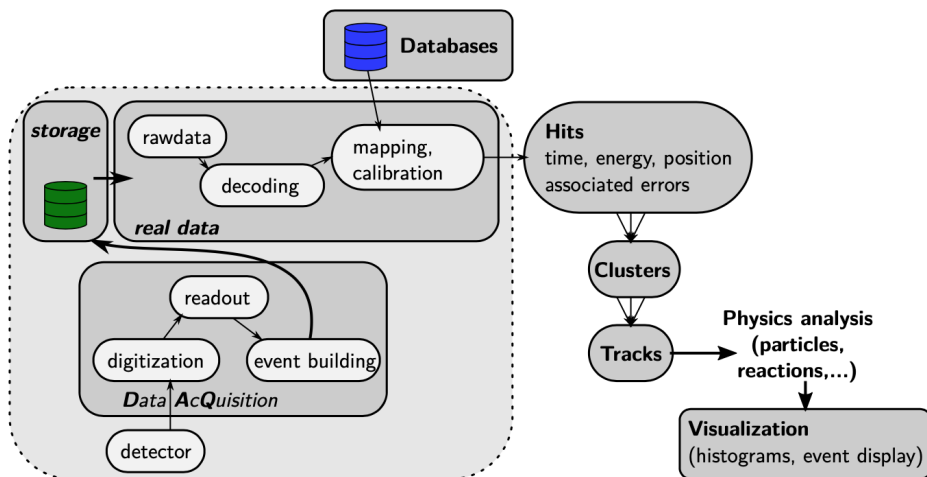 Databases
storage
rawdata
decoding
mapping,
calibration
real data
Hits
time, energy, position
associated errors
Clusters
Tracks
readout
digitization
event building
Data AcQuisition
detector
Physics analysis
(particles,
reactions,...)
Visualization
(histograms, event display)